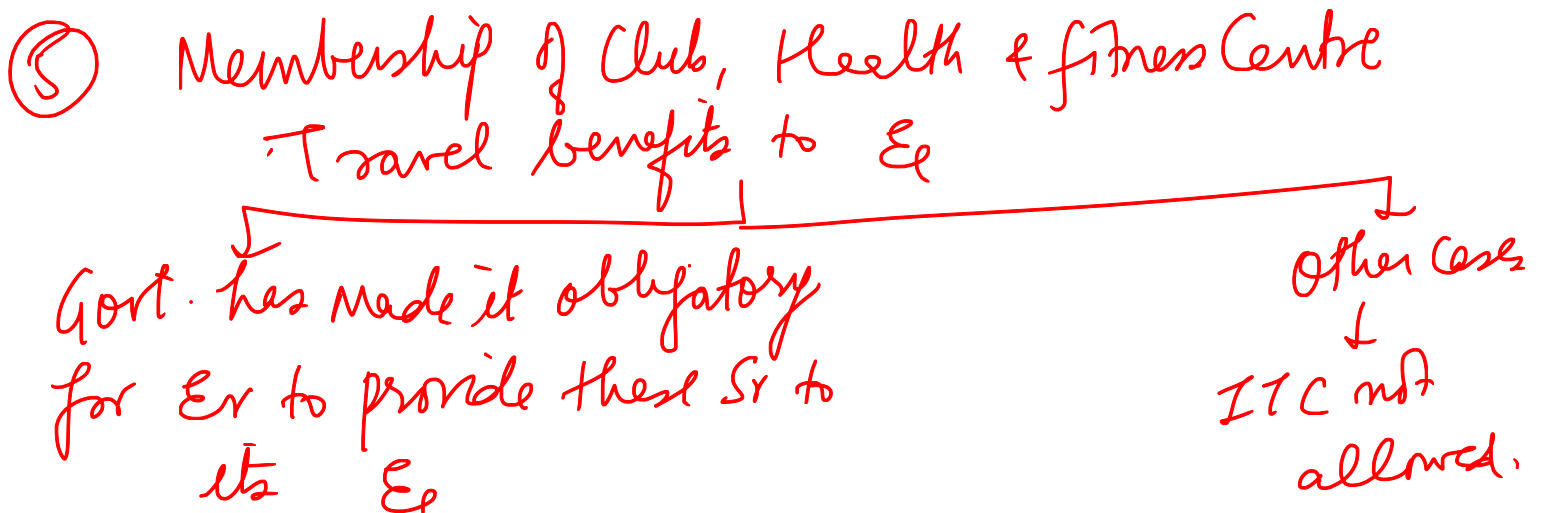 5 Membership of Club, Health & fitness Centre
Travel benefits to Ee
Govt. has made it obligatory
for Er to provide these Sr to
its Ee
Other Cases
ITC not
allowed.